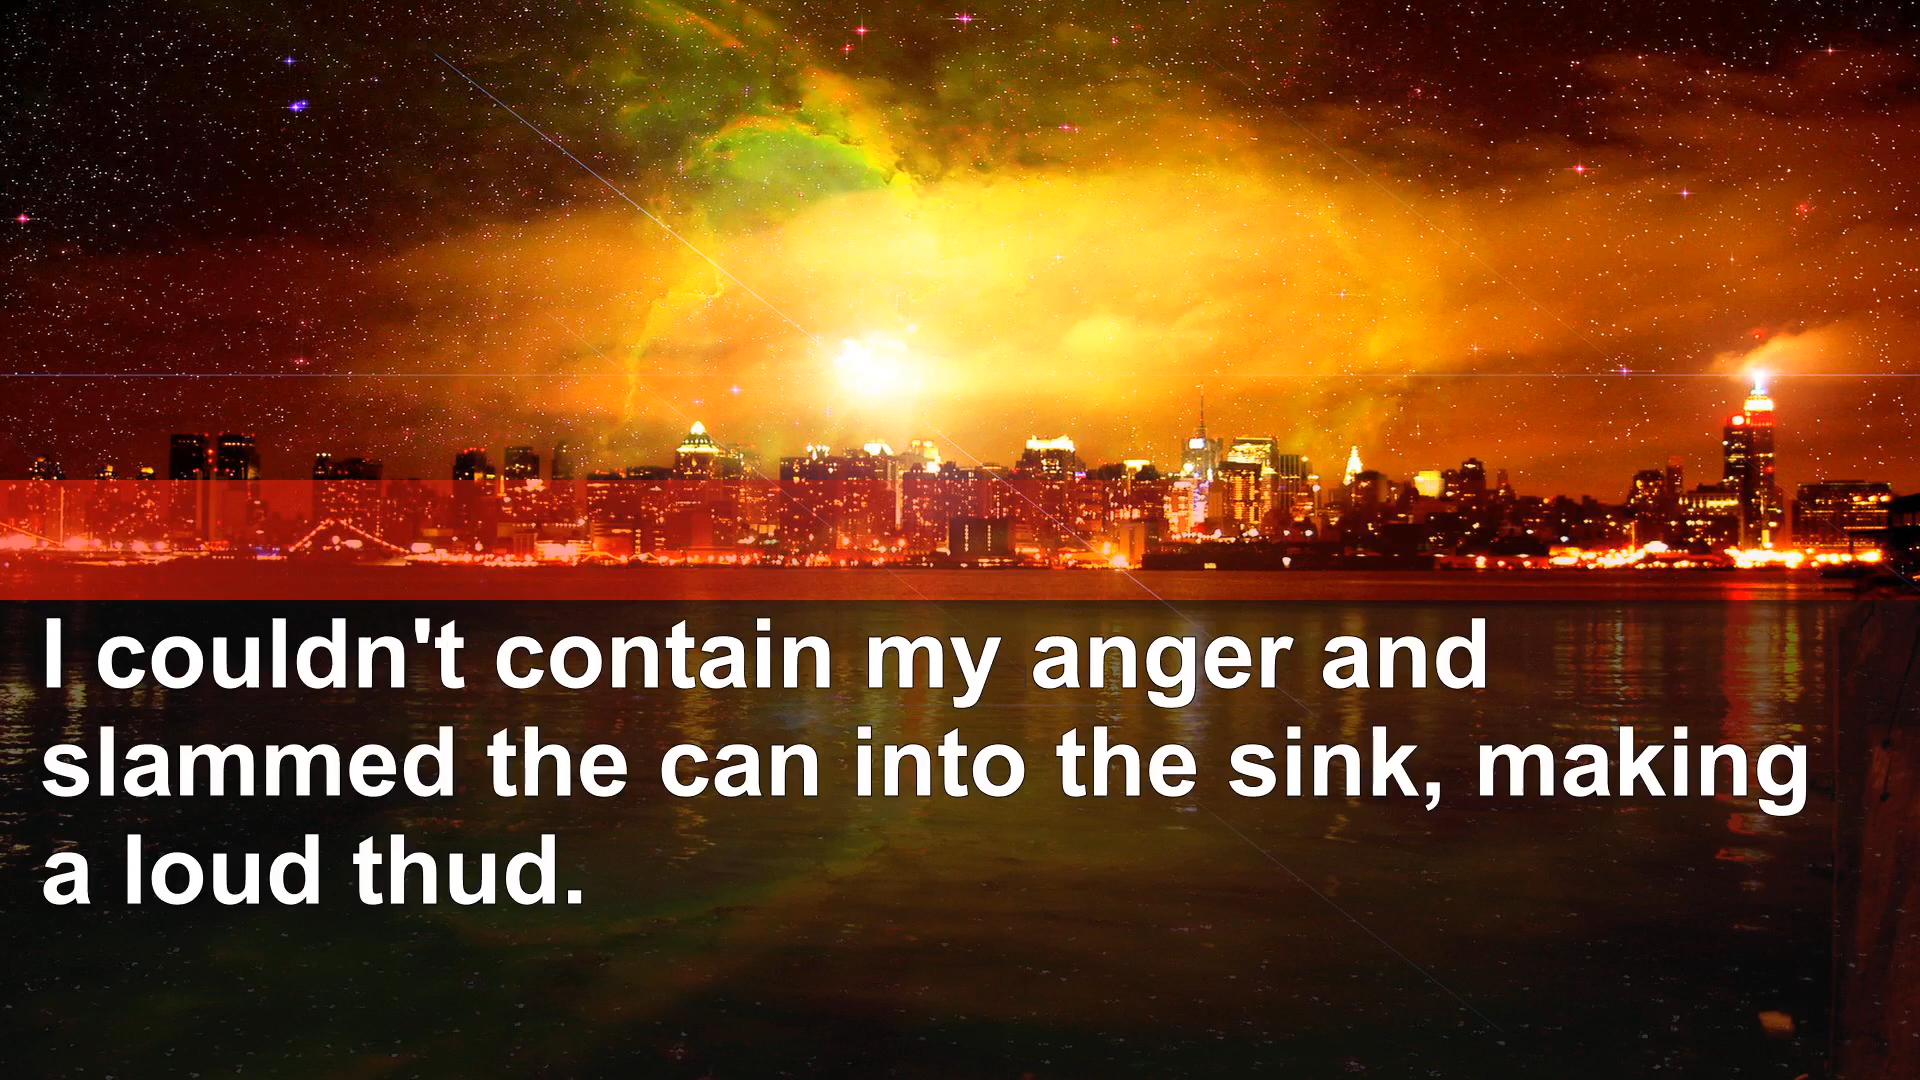 I couldn't contain my anger and
slammed the can into the sink, making
a loud thud.